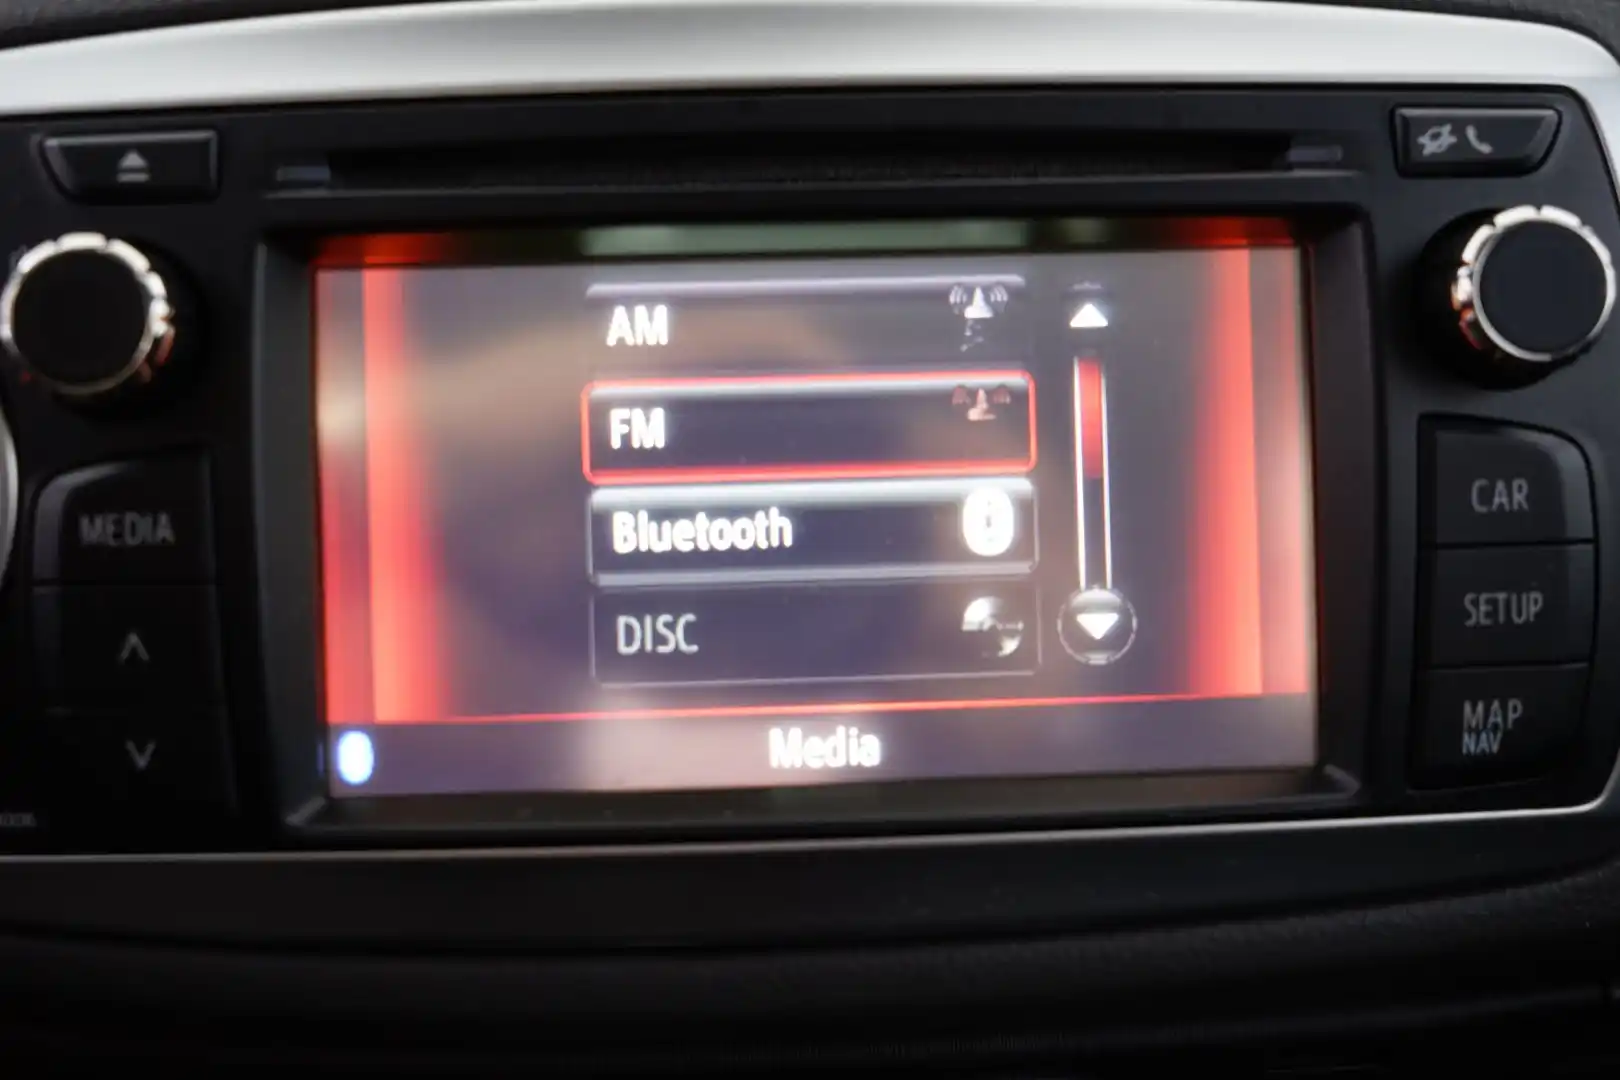 AM
FM
Bluetooth
DISC
Media
MEDIA
CAR
SETUP
MAP
NAV